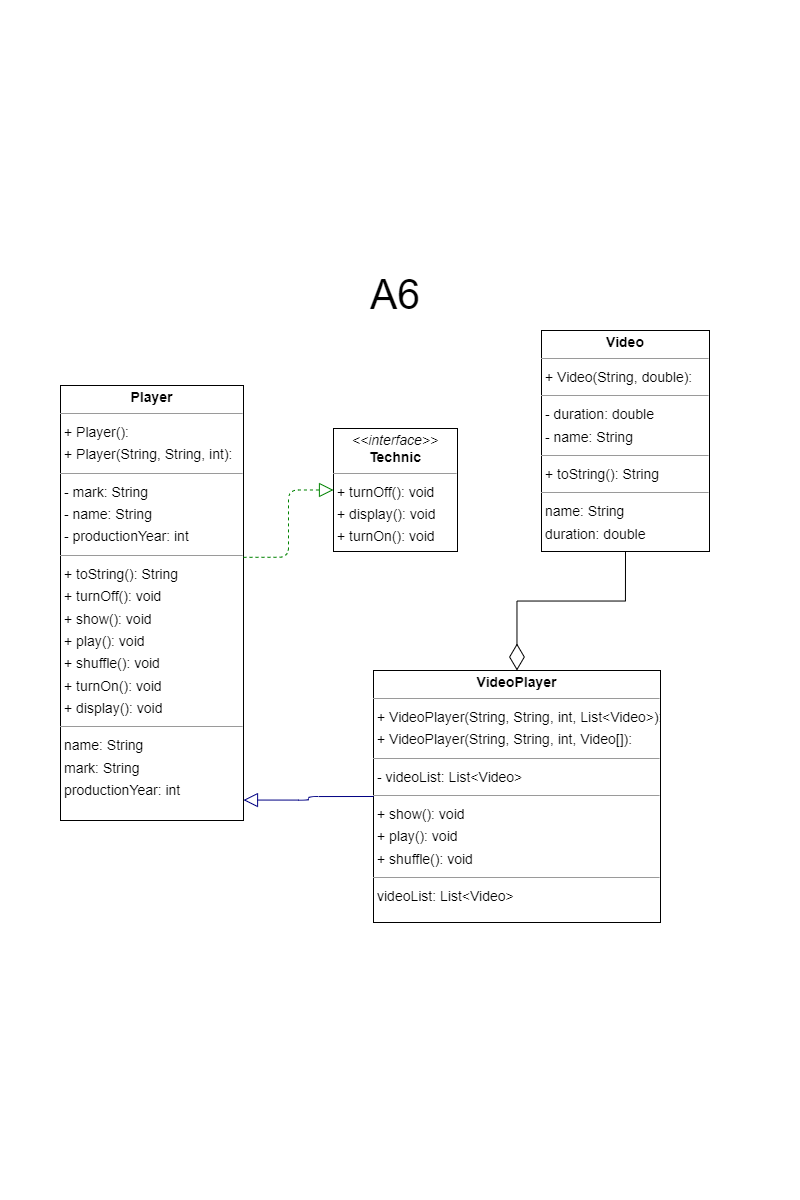 A6
Player
+ Player():
+ Player(String, String, int):
- mark: String
- name: String
- productionYear: int
+ toString(): String
+ turnOff(): void
+ show(): void
+ play(): void
+ shuffle(): void
+ turnOn(): void
+ display(): void
name: String
mark: String
productionYear: int
<<interface>>
Technic
+ turnOff(): void
+ display(): void
+ turnOn(): void
Video
+ Video(String, double):
- duration: double
- name: String
+ toString(): String
name: String
duration: double
VideoPlayer
+ VideoPlayer(String, String, int, List<Video>)
+ VideoPlayer(String, String, int, Video[]):
- videoList: List<Video>
+ show(): void
+ play(): void
+ shuffle(): void
videoList: List<Video>